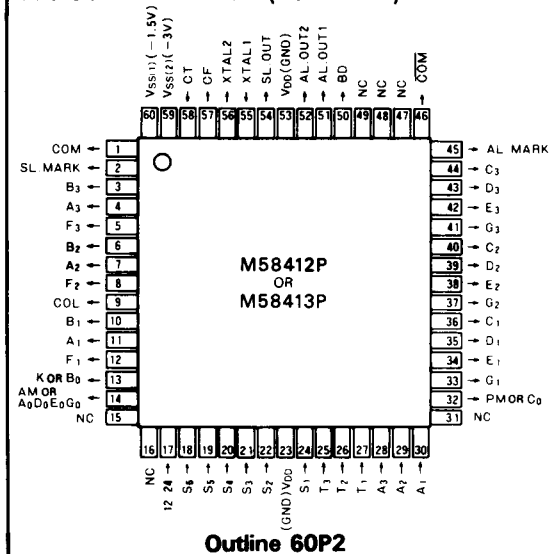 VSS(1)(−1.5V)
VSS(2)(−3V)
CT
CF
XTAL2
XTAL1
SL.OUT
VDD(GND)
AL.OUT2
AL.OUT1
BD
NC
NC
NC
COM
60 59 58 57 56 55 54 53 52 51 50 49 48 47 46
COM ← 1
SL.MARK ← 2
B3 ← 3
A3 ← 4
F3 ← 5
B2 ← 6
A2 ← 7
F2 ← 8
COL ← 9
B1 ← 10
A1 ← 11
F1 ← 12
K OR B0 ← 13
AM OR A0D0E0G0 ← 14
NC 15
M58412P
OR
M58413P
45 → AL MARK
44 → C3
43 → D3
42 → E3
41 → G3
40 → C2
39 → D2
38 → E2
37 → G2
36 → C1
35 → D1
34 → E1
33 → G1
32 → PM OR C0
31 NC
16 17 18 19 20 21 22 23 24 25 26 27 28 29 30
NC
12 24
S6
S5
S4
S3
S2
(GND)VDD
S1
T3
T2
T1
A3
A2
A1
Outline 60P2